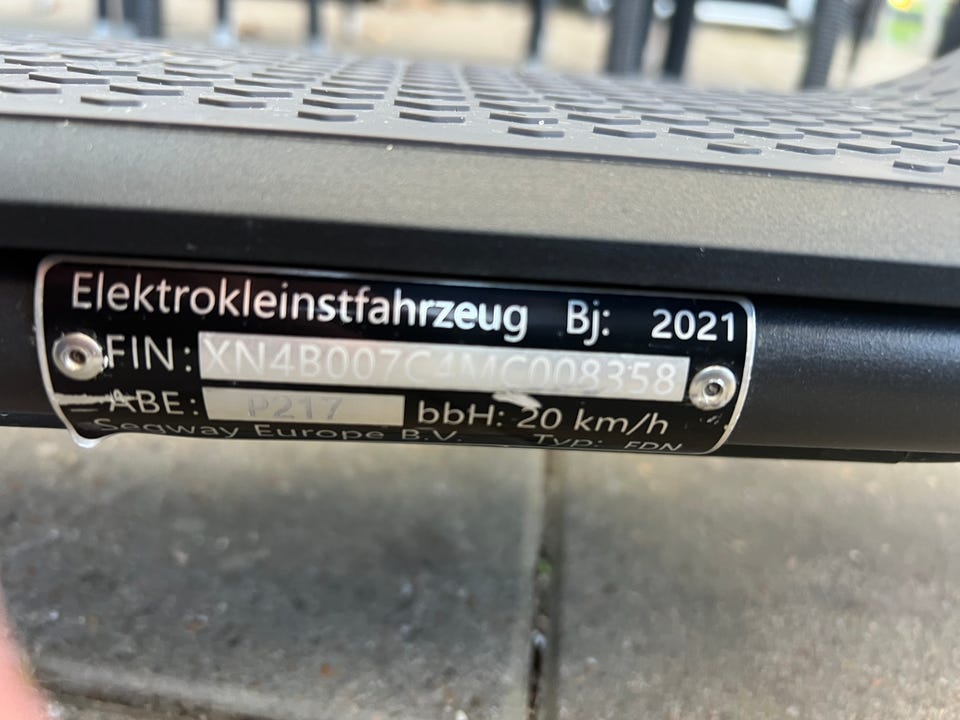 Elektrokleinstfahrzeug Bj: 2021
FIN: XN4B007C4MC008358
ABE: P217 bbH: 20 km/h
Segway Europe B.V. Typ: FDN